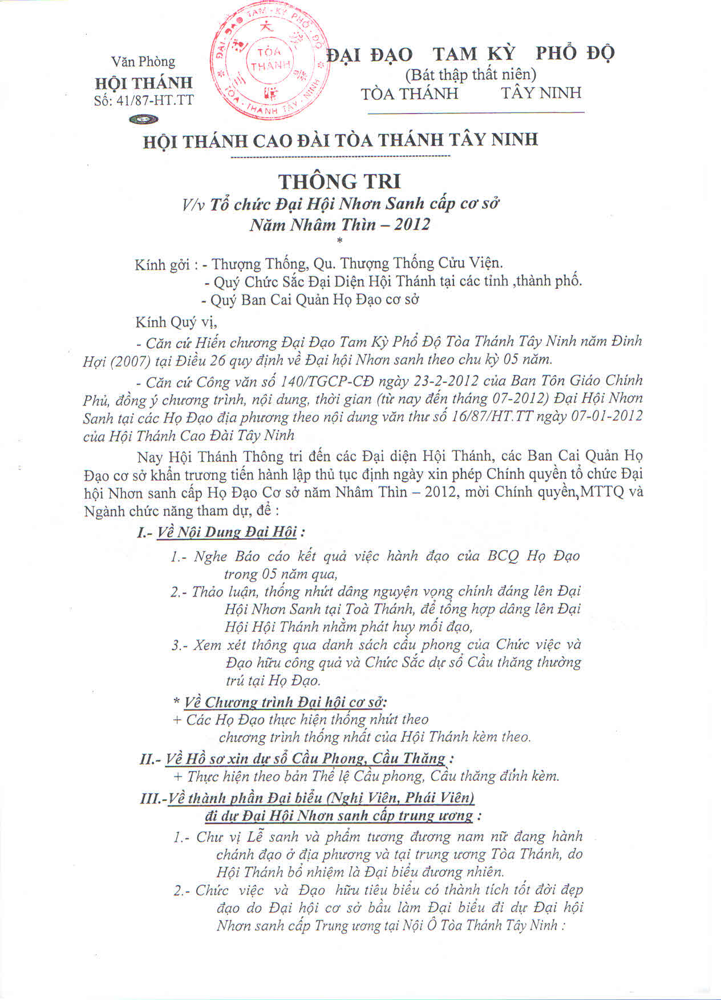 ĐẠI - ĐẠO TAM - KỲ PHỔ - ĐỘ
TÒA - THÁNH TÂY - NINH
TÒA
THÁNH
大
Văn Phòng
HỘI THÁNH
Số: 41/87-HT.TT
ĐẠI ĐẠO TAM KỲ PHỔ ĐỘ
(Bát thập thất niên)
TÒA THÁNH TÂY NINH
HỘI THÁNH CAO ĐÀI TÒA THÁNH TÂY NINH
THÔNG TRI
V/v Tổ chức Đại Hội Nhơn Sanh cấp cơ sở
Năm Nhâm Thìn – 2012
*
Kính gởi : - Thượng Thống, Qu. Thượng Thống Cửu Viện.
- Quý Chức Sắc Đại Diện Hội Thánh tại các tỉnh ,thành phố.
- Quý Ban Cai Quản Họ Đạo cơ sở
Kính Quý vị,
- Căn cứ Hiến chương Đại Đạo Tam Kỳ Phổ Độ Tòa Thánh Tây Ninh năm Đinh
Hợi (2007) tại Điều 26 quy định về Đại hội Nhơn sanh theo chu kỳ 05 năm.
- Căn cứ Công văn số 140/TGCP-CĐ ngày 23-2-2012 của Ban Tôn Giáo Chính
Phủ, đồng ý chương trình, nội dung, thời gian (từ nay đến tháng 07-2012) Đại Hội Nhơn
Sanh tại các Họ Đạo địa phương theo nội dung văn thư số 16/87/HT.TT ngày 07-01-2012
của Hội Thánh Cao Đài Tây Ninh
Nay Hội Thánh Thông tri đến các Đại diện Hội Thánh, các Ban Cai Quản Họ
Đạo cơ sở khẩn trương tiến hành lập thủ tục định ngày xin phép Chính quyền tổ chức Đại
hội Nhơn sanh cấp Họ Đạo Cơ sở năm Nhâm Thìn – 2012, mời Chính quyền,MTTQ và
Ngành chức năng tham dự, để :
I.- Về Nội Dung Đại Hội :
1.- Nghe Báo cáo kết quả việc hành đạo của BCQ Họ Đạo
trong 05 năm qua,
2.- Thảo luận, thống nhứt dâng nguyện vọng chính đáng lên Đại
Hội Nhơn Sanh tại Toà Thánh, để tổng hợp dâng lên Đại
Hội Hội Thánh nhằm phát huy mối đạo,
3.- Xem xét thông qua danh sách cầu phong của Chức việc và
Đạo hữu công quả và Chức Sắc dự sổ Cầu thăng thường
trú tại Họ Đạo.
* Về Chương trình Đại hội cơ sở:
+ Các Họ Đạo thực hiện thống nhứt theo
chương trình thống nhất của Hội Thánh kèm theo.
II.- Về Hồ sơ xin dự sổ Cầu Phong, Cầu Thăng :
+ Thực hiện theo bản Thể lệ Cầu phong, Cầu thăng đính kèm.
III.-Về thành phần Đại biểu (Nghị Viên, Phái Viên)
đi dự Đại Hội Nhơn sanh cấp trung ương :
1.- Chư vị Lễ sanh và phẩm tương đương nam nữ đang hành
chánh đạo ở địa phương và tại trung ương Tòa Thánh, do
Hội Thánh bổ nhiệm là Đại biểu đương nhiên.
2.- Chức việc và Đạo hữu tiêu biểu có thành tích tốt đời đẹp
đạo do Đại hội cơ sở bầu làm Đại biểu đi dự Đại hội
Nhơn sanh cấp Trung ương tại Nội Ô Tòa Thánh Tây Ninh :